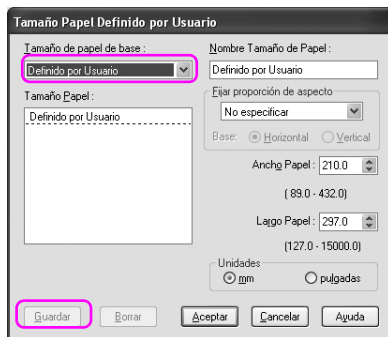 Tamaño Papel Definido por Usuario
Tamaño de papel de base :
Definido por Usuario
Tamaño Papel :
Definido por Usuario
Nombre Tamaño de Papel :
Definido por Usuario
Fijar proporción de aspecto
No especificar
Base: Horizontal Vertical
Ancho Papel : 210.0
( 89.0 - 432.0)
Largo Papel : 297.0
(127.0 - 15000.0)
Unidades
mm pulgadas
Guardar Borrar Aceptar Cancelar Ayuda